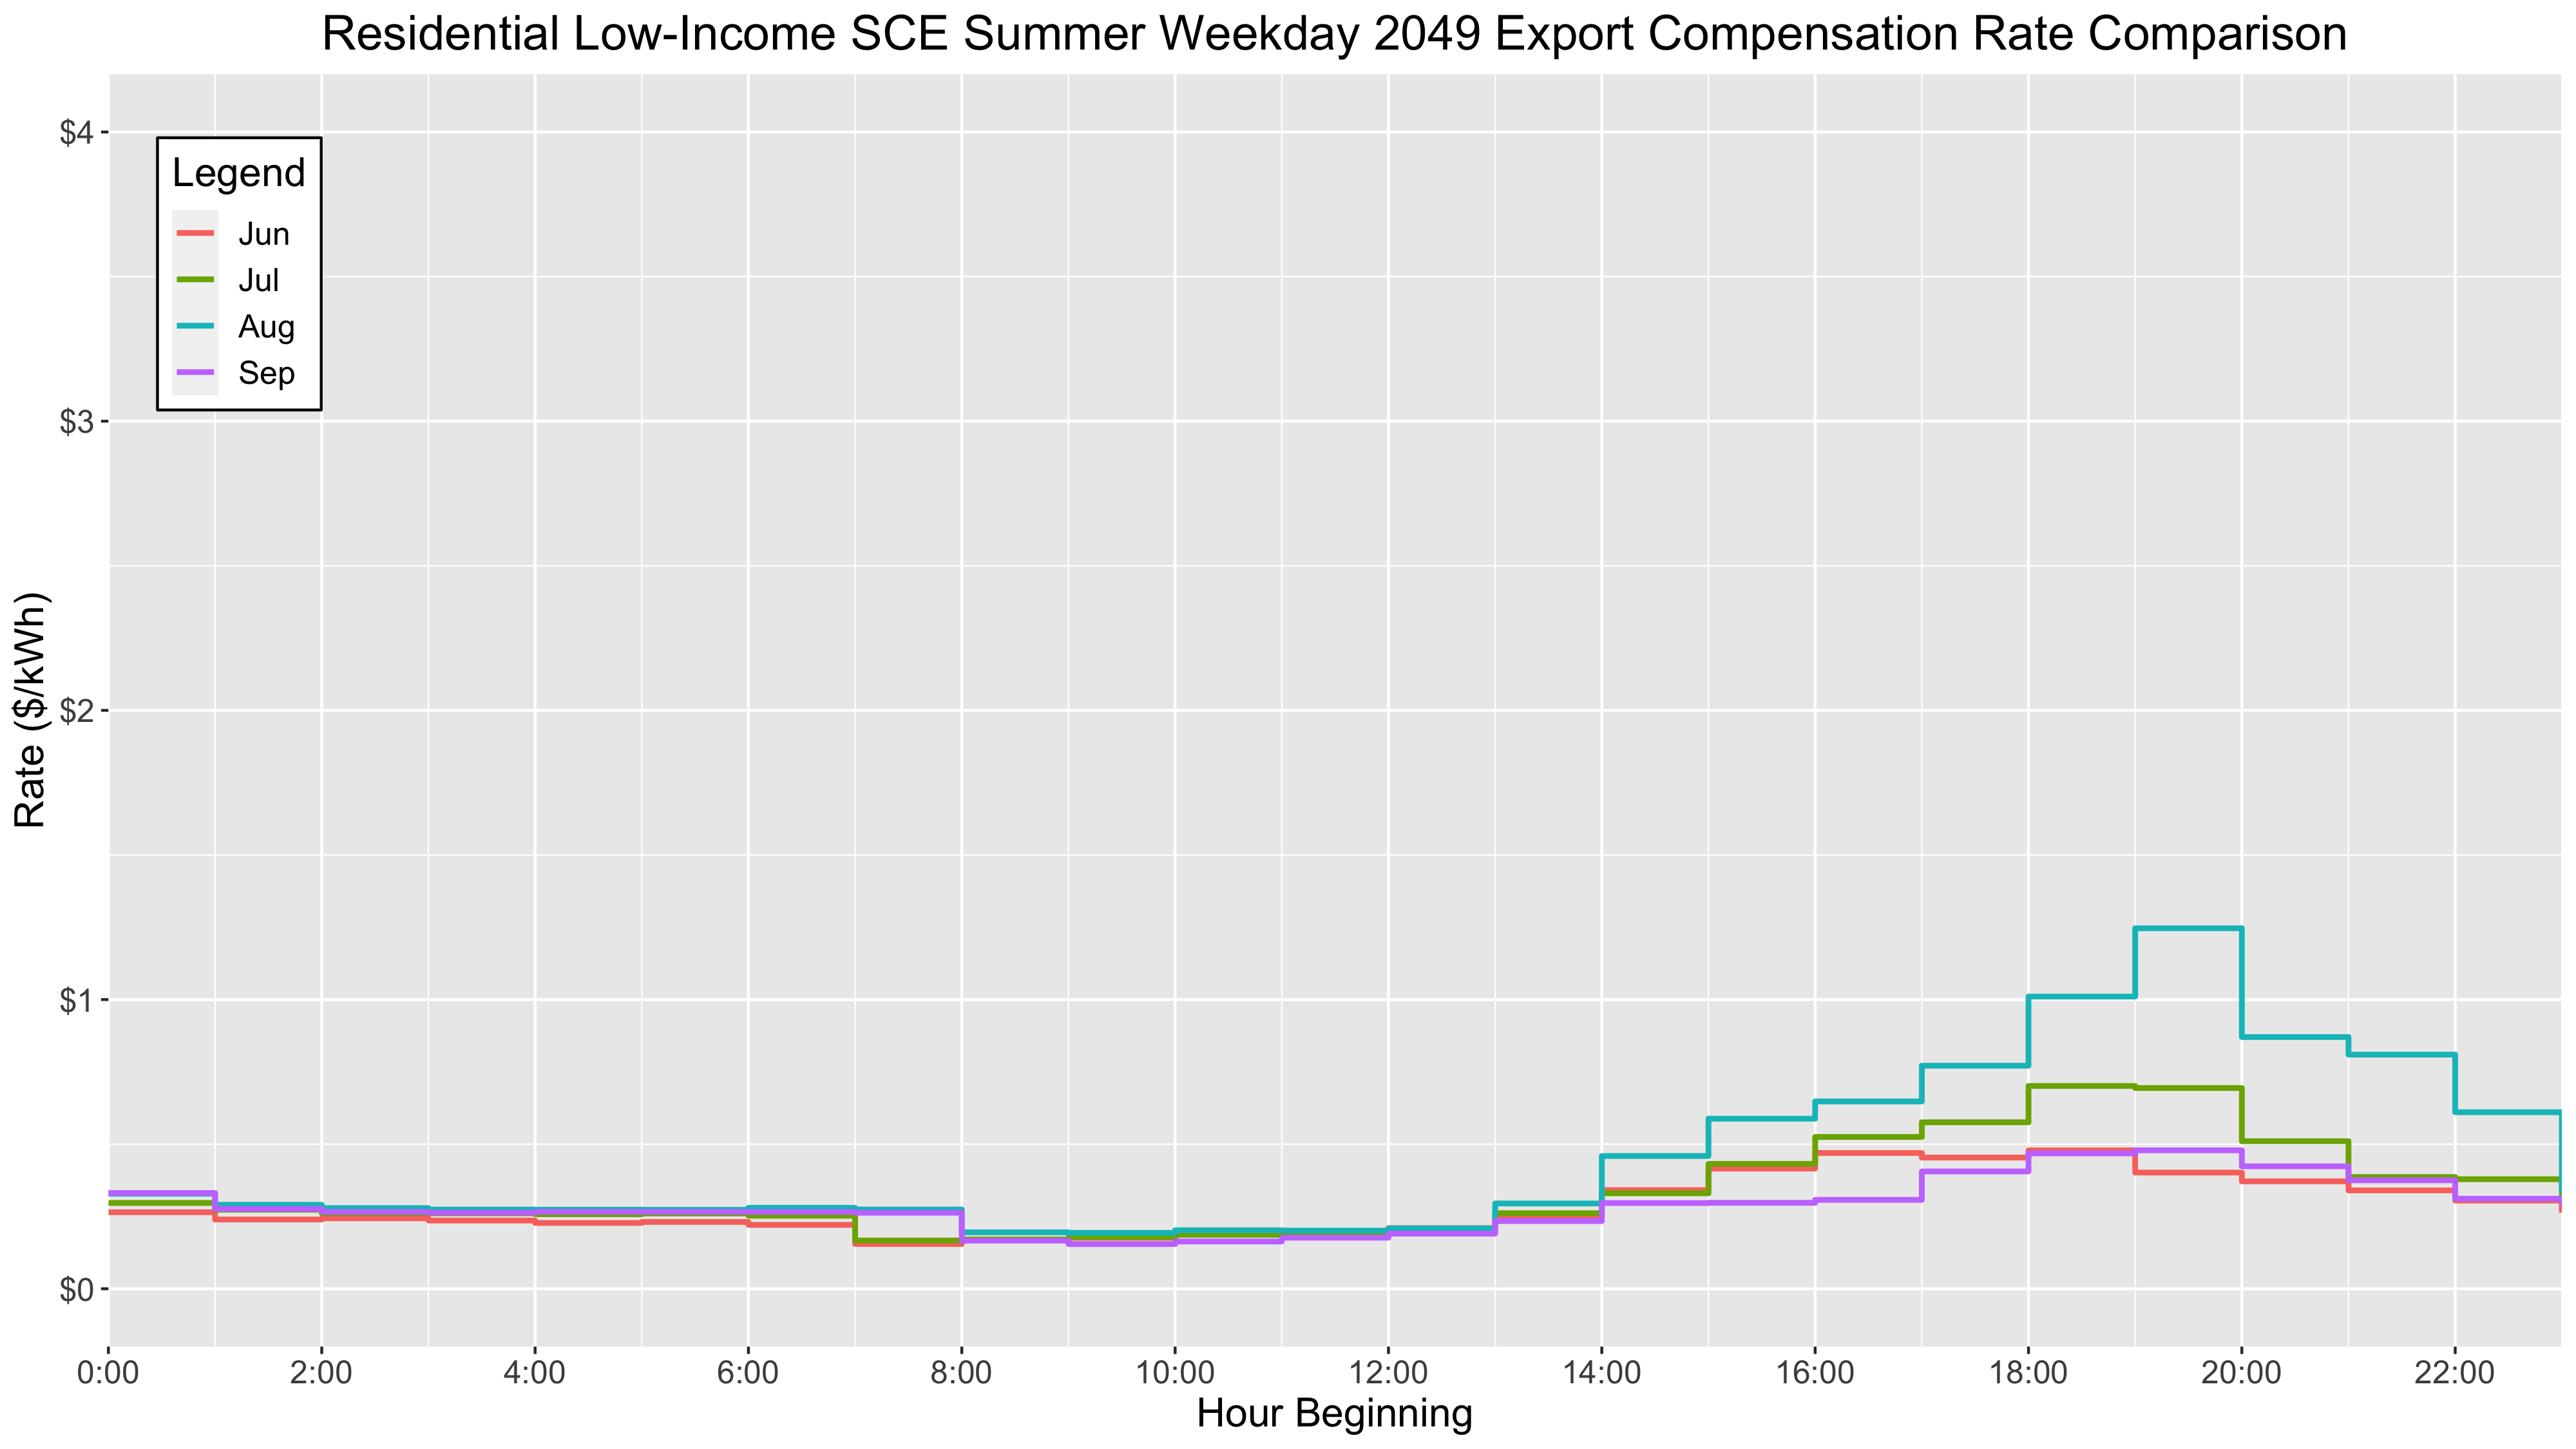 Residential Low-Income SCE Summer Weekday 2049 Export Compensation Rate Comparison
$4
Legend
Jun
Jul
Aug
Sep
$3
Rate ($/kWh)
$2
$1
$0
0:00 2:00 4:00 6:00 8:00 10:00 12:00 14:00 16:00 18:00 20:00 22:00
Hour Beginning